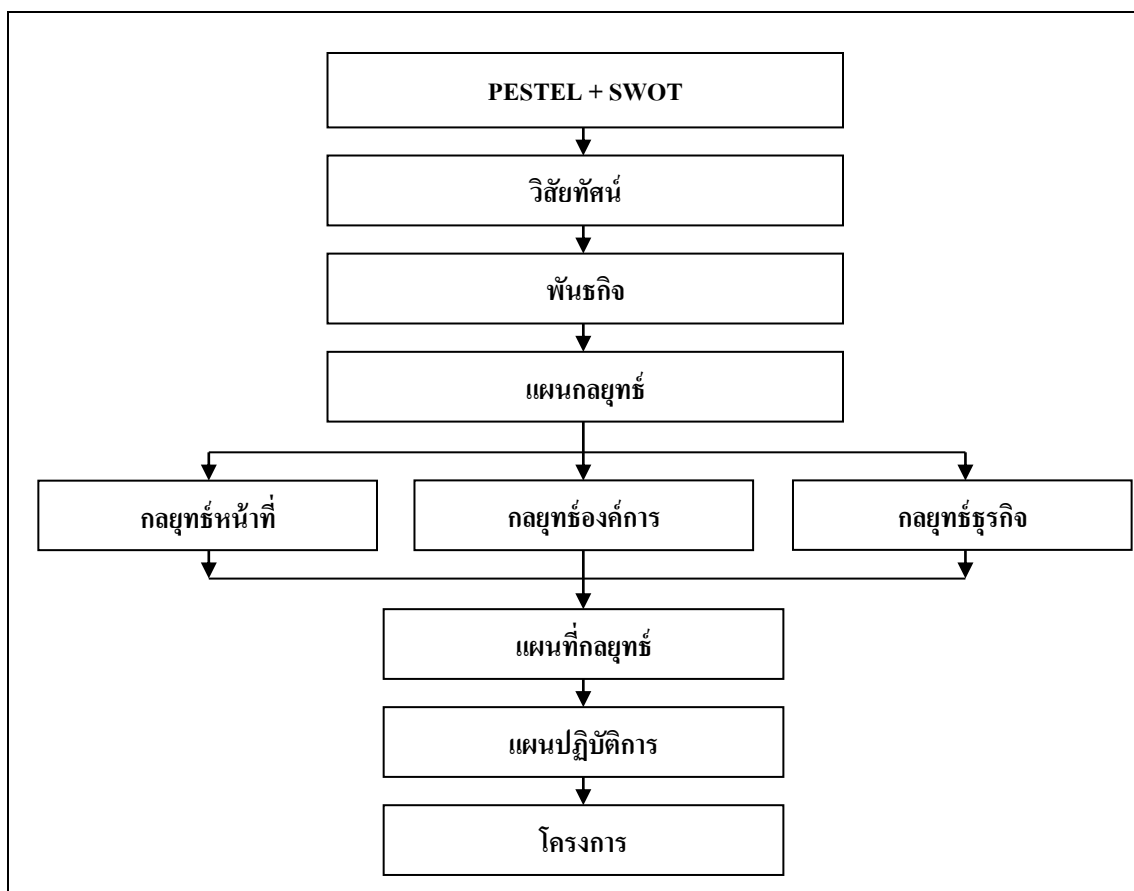 PESTEL + SWOT
วิสัยทัศน์
พันธกิจ
แผนกลยุทธ์
กลยุทธ์หน้าที่
กลยุทธ์องค์การ
กลยุทธ์ธุรกิจ
แผนที่กลยุทธ์
แผนปฏิบัติการ
โครงการ